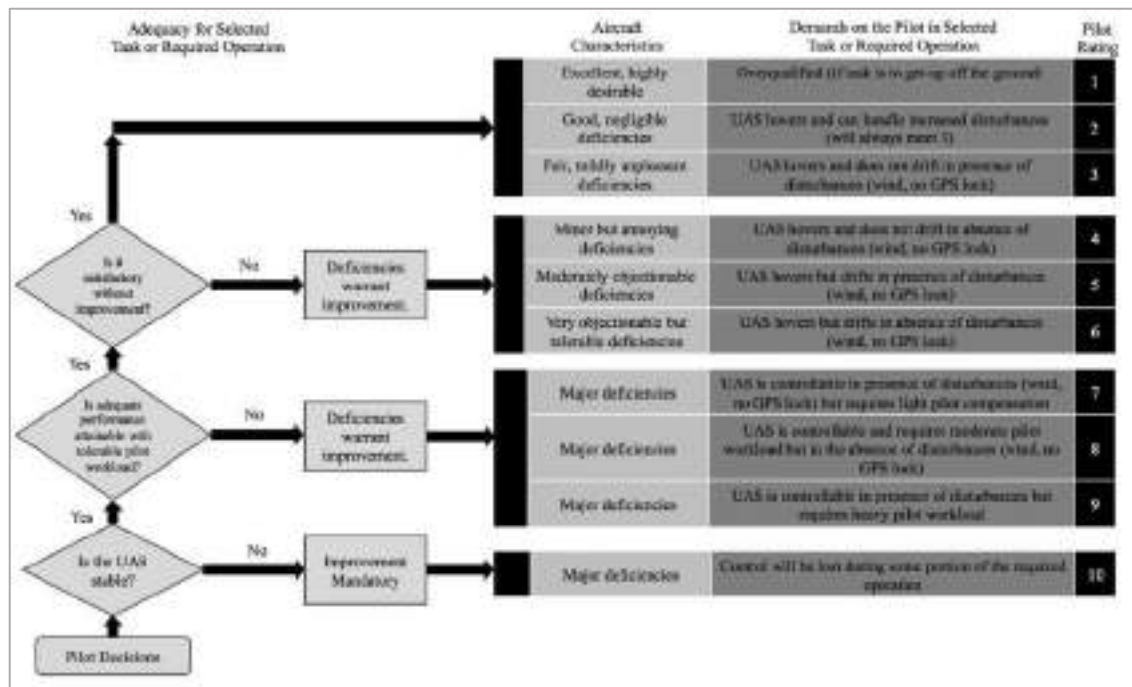 Adequacy for Selected
Task or Required Operation
Aircraft
Characteristics
Demands on the Pilot in Selected
Task or Required Operation
Pilot
Rating
Excellent, highly
desirable
Overqualified (if task is to get-up off the ground)
1
Good, negligible
deficiencies
UAS hovers and can handle increased disturbances
(will always meet
2
Fair, mildly unpleasant
deficiencies
UAS hovers and does not drift in presence of
disturbances (wind, no GPS lock)
3
Yes
Is it
satisfactory
without
improvement?
No
Deficiencies
warrant
improvement.
Minor but annoying
deficiencies
UAS hovers and does not drift in absence of
disturbances (wind, no GPS lock)
4
Moderately objectionable
deficiencies
UAS hovers but drifts in presence of disturbances
(wind, no GPS lock)
5
Very objectionable but
tolerable deficiencies
UAS hovers but drifts in absence of disturbances
(wind, no GPS lock)
6
Yes
Is adequate
performance
attainable with
tolerable pilot
workload?
No
Deficiencies
warrant
improvement.
Major deficiencies
UAS is controllable in presence of disturbances (wind,
no GPS lock) but requires light pilot compensation
7
Major deficiencies
UAS is controllable and requires moderate pilot
workload but in the absence of disturbances (wind, no
GPS lock)
8
Major deficiencies
UAS is controllable in presence of disturbances but
requires heavy pilot workload
9
Yes
Is the UAS
stable?
No
Improvement
Mandatory
Major deficiencies
Control will be lost during some portion of the required
operation
10
Pilot Decisions